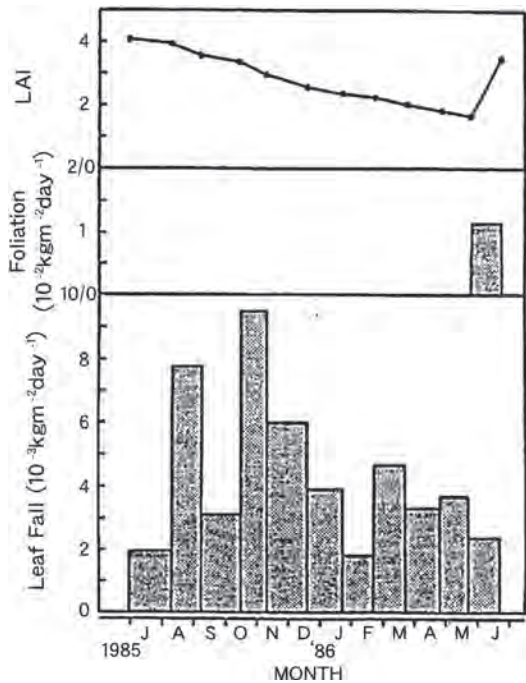 4
LAI
2
2/0
Foliation
(10⁻²kgm⁻²day⁻¹)
1
10/0
Leaf Fall (10⁻³kgm⁻²day⁻¹)
8
6
4
2
0
J A S O N D J F M A M J
1985 '86
MONTH